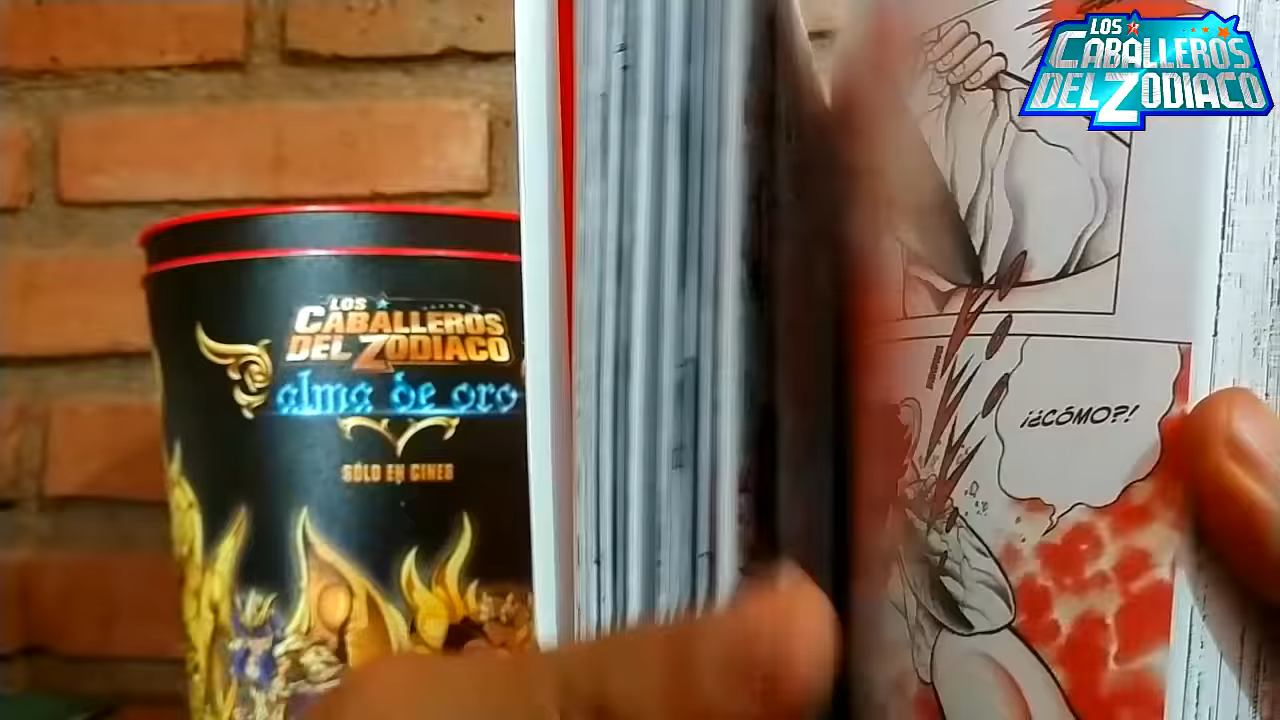 LOS
CABALLEROS
DEL ZODIACO
LOS
CABALLEROS
DEL ZODIACO
alma de oro
SÓLO EN CINES
¡¿CÓMO?!